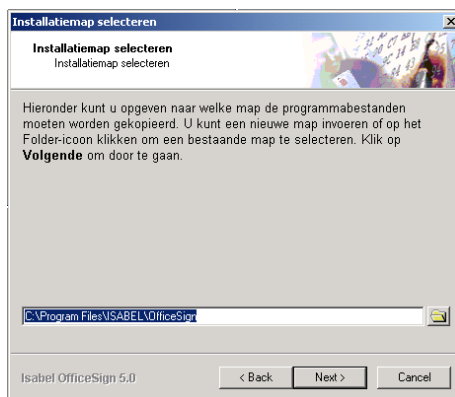 Installatiemap selecteren
Installatiemap selecteren
Installatiemap selecteren
Hieronder kunt u opgeven naar welke map de programmabestanden
moeten worden gekopieerd. U kunt een nieuwe map invoeren of op het
Folder-icoon klikken om een bestaande map te selecteren. Klik op
Volgende om door te gaan.
C:\Program Files\ISABEL\OfficeSign
Isabel OfficeSign 5.0
< Back
Next >
Cancel